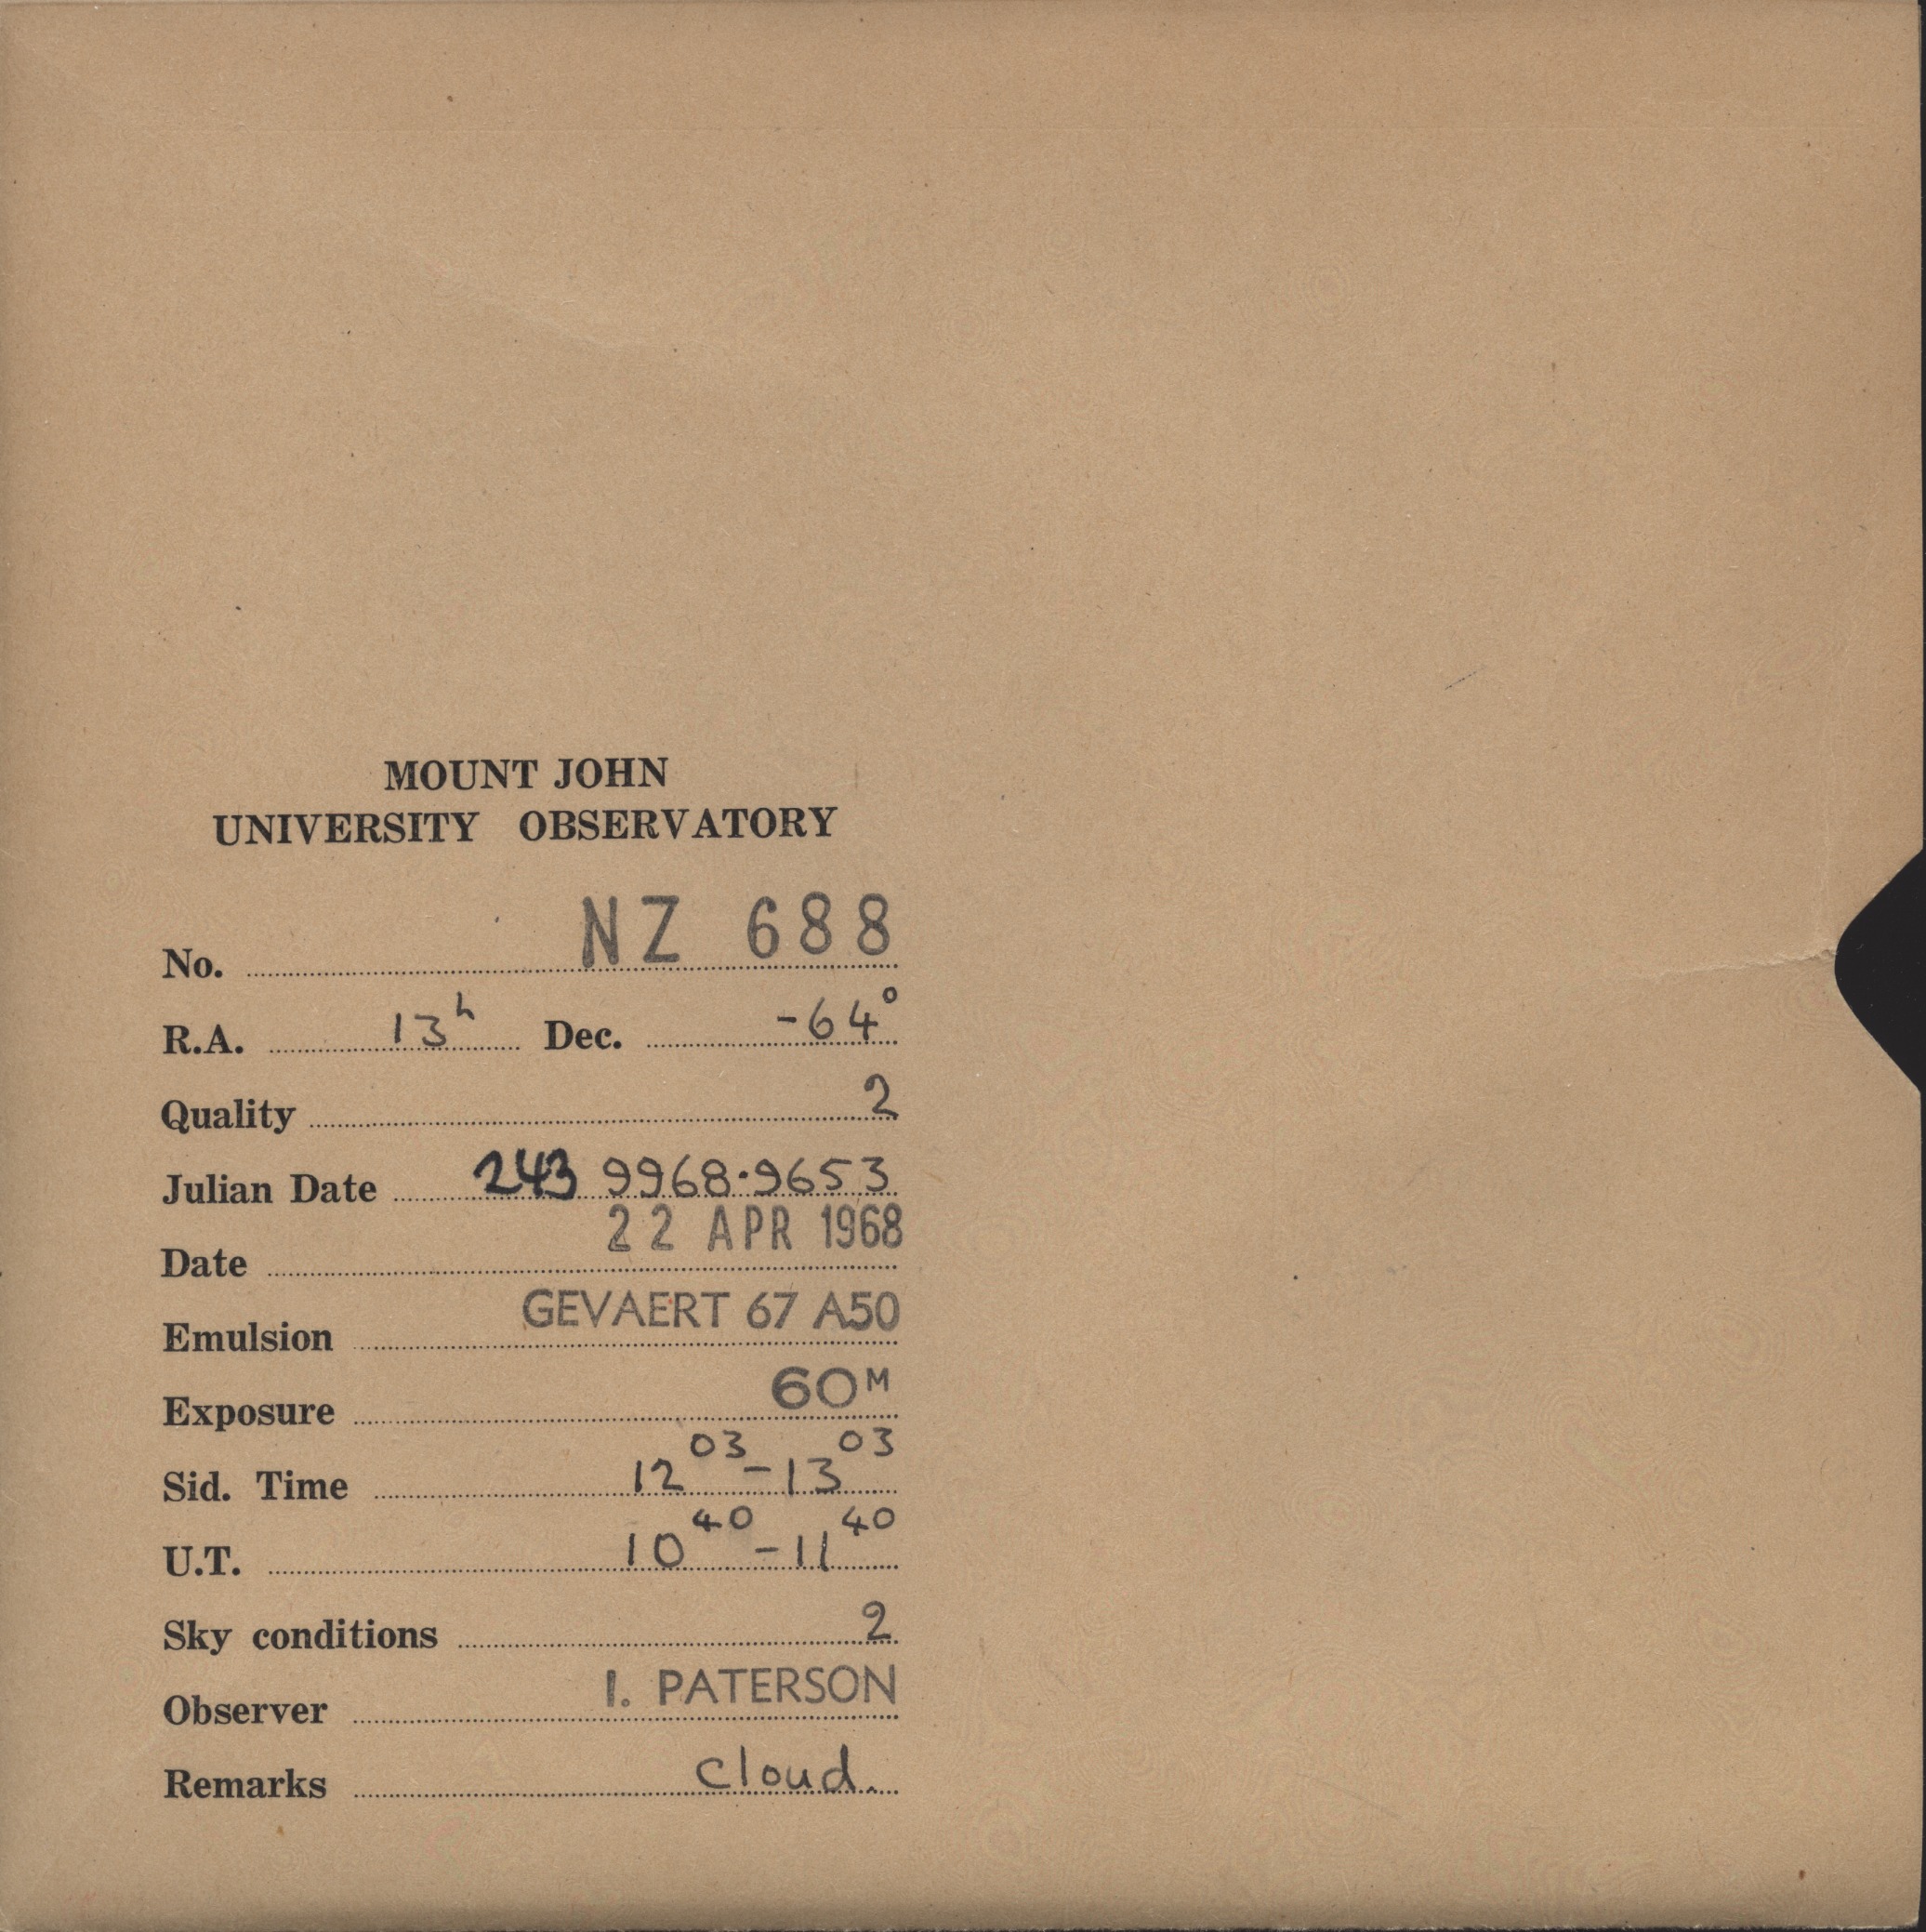 MOUNT JOHN
UNIVERSITY OBSERVATORY
No. NZ 688
R.A. 13h Dec. -64°
Quality 2
Julian Date 243 9968.9653
Date 22 APR 1968
Emulsion GEVAERT 67 A50
Exposure 60M
Sid. Time 12 03 - 13 03
U.T. 10 40 - 11 40
Sky conditions 2
Observer I. PATERSON
Remarks cloud.